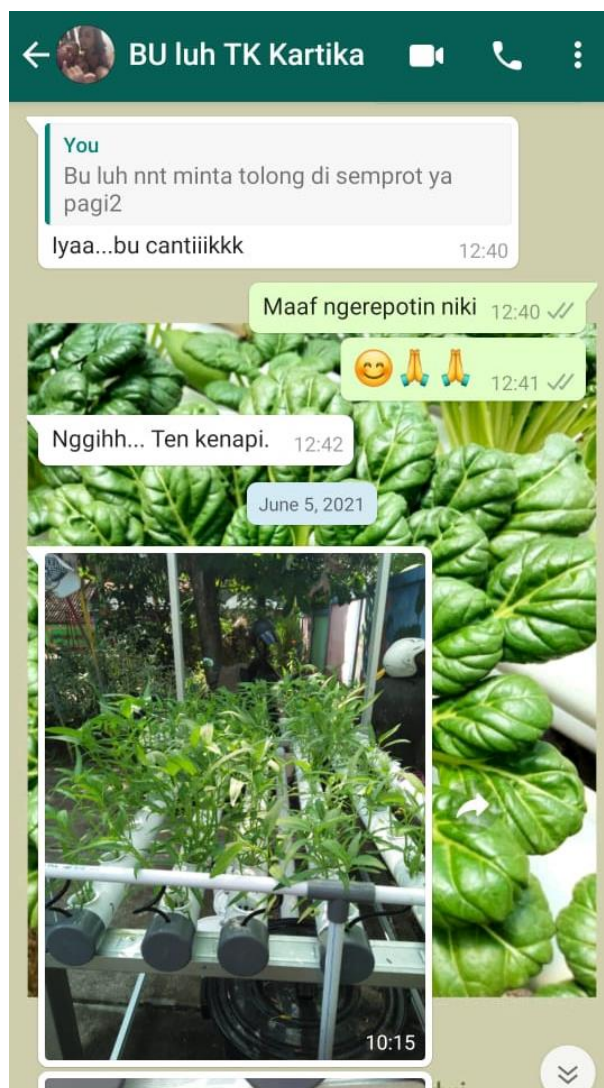 BU luh TK Kartika
You
Bu luh nnt minta tolong di semprot ya
pagi2
Iyaa...bu cantiiikkk
12:40
Maaf ngerepotin niki 12:40
😊🙏🙏 12:41
Nggihh... Ten kenapi. 12:42
June 5, 2021
10:15